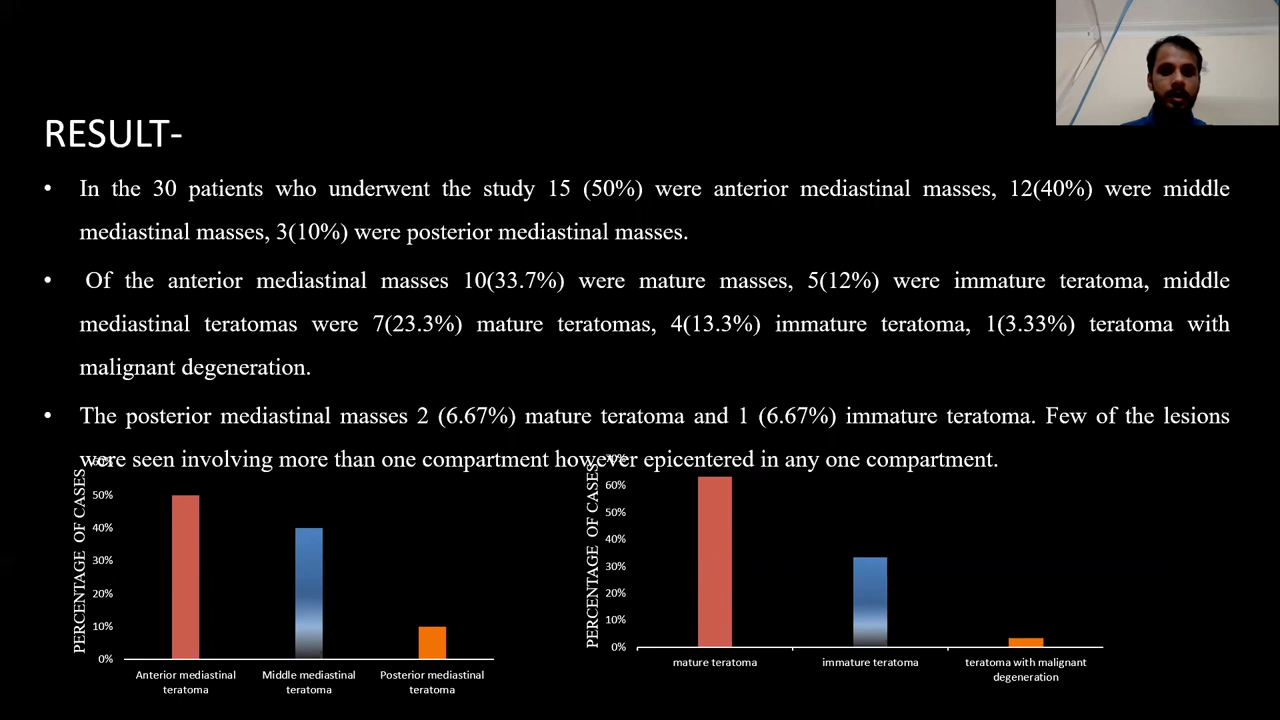 RESULT-
• In the 30 patients who underwent the study 15 (50%) were anterior mediastinal masses, 12(40%) were middle
mediastinal masses, 3(10%) were posterior mediastinal masses.
• Of the anterior mediastinal masses 10(33.7%) were mature masses, 5(12%) were immature teratoma, middle
mediastinal teratomas were 7(23.3%) mature teratomas, 4(13.3%) immature teratoma, 1(3.33%) teratoma with
malignant degeneration.
• The posterior mediastinal masses 2 (6.67%) mature teratoma and 1 (6.67%) immature teratoma. Few of the lesions
were seen involving more than one compartment however epicentered in any one compartment.
PERCENTAGE OF CASES
60%
50%
40%
30%
20%
10%
0%
Anterior mediastinal
teratoma
Middle mediastinal
teratoma
Posterior mediastinal
teratoma
PERCENTAGE OF CASES
70%
60%
50%
40%
30%
20%
10%
0%
mature teratoma
immature teratoma
teratoma with malignant
degeneration